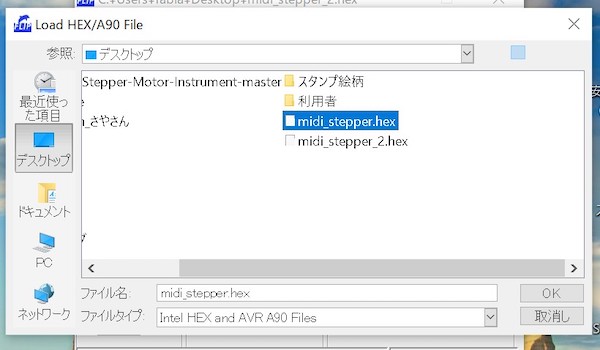 C:¥Users¥fabia¥Desktop¥midi_stepper_2.hex
Load HEX/A90 File
参照:
デスクトップ
最近使っ
た項目
デスクトップ
ドキュメント
PC
ネットワーク
Stepper-Motor-Instrument-master
スタンプ絵柄
利用者
さやさん
midi_stepper.hex
midi_stepper_2.hex
ファイル名:
midi_stepper.hex
OK
ファイルタイプ:
Intel HEX and AVR A90 Files
取消し